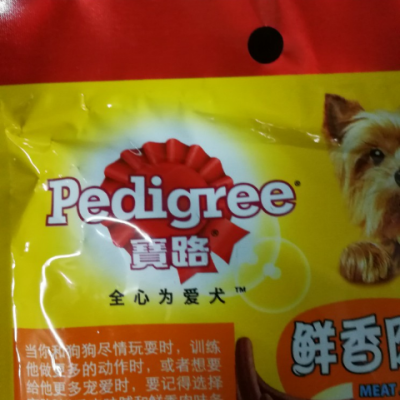 Pedigree®
寶路®
全心为爱犬™
当你和狗狗尽情玩耍时，训练
他做更多的动作时，或者想要
给他更多宠爱时，要记得选择
鲜香肉
MEAT